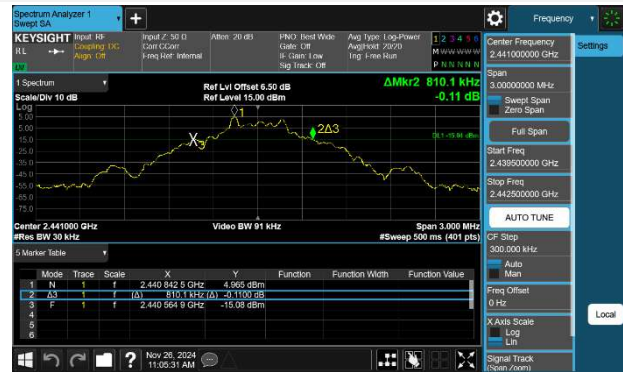 Spectrum Analyzer 1
Swept SA
Frequency
KEYSIGHT
RL
LV
Input: RF
Coupling: DC
Align: Off
Input Z: 50 Ω
Corr CCorr
Freq Ref: Internal
Atten: 20 dB
PNO: Best Wide
Gate: Off
IF Gain: Low
Sig Track: Off
Avg Type: Log-Power
Avg|Hold: 20/20
Trig: Free Run
1 2 3 4 5 6
M W W W W W
P N N N N N
1 Spectrum
Scale/Div 10 dB
Ref Lvl Offset 6.50 dB
Ref Level 15.00 dBm
ΔMkr2 810.1 kHz
-0.11 dB
Log
5.00
15.0
25.0
35.0
45.0
55.0
65.0
75.0
1
2Δ3
3
DL1 -15.01 dBm
Center 2.441000 GHz
#Res BW 30 kHz
Video BW 91 kHz
Span 3.000 MHz
#Sweep 500 ms (401 pts)
5 Marker Table
Mode Trace Scale X Y Function Function Width Function Value
1 N 1 f 2.440 842 5 GHz 4.965 dBm
2 Δ3 1 f (Δ) 810.1 kHz (Δ) -0.1100 dB
3 F 1 f 2.440 564 9 GHz -15.08 dBm
4
5
6
Nov 26, 2024
11:05:31 AM
Center Frequency
2.441000000 GHz
Settings
Span
3.00000000 MHz
Swept Span
Zero Span
Full Span
Start Freq
2.439500000 GHz
Stop Freq
2.442500000 GHz
AUTO TUNE
CF Step
300.000 kHz
Auto
Man
Freq Offset
0 Hz
X Axis Scale
Log
Lin
Local
Signal Track
(Span Zoom)